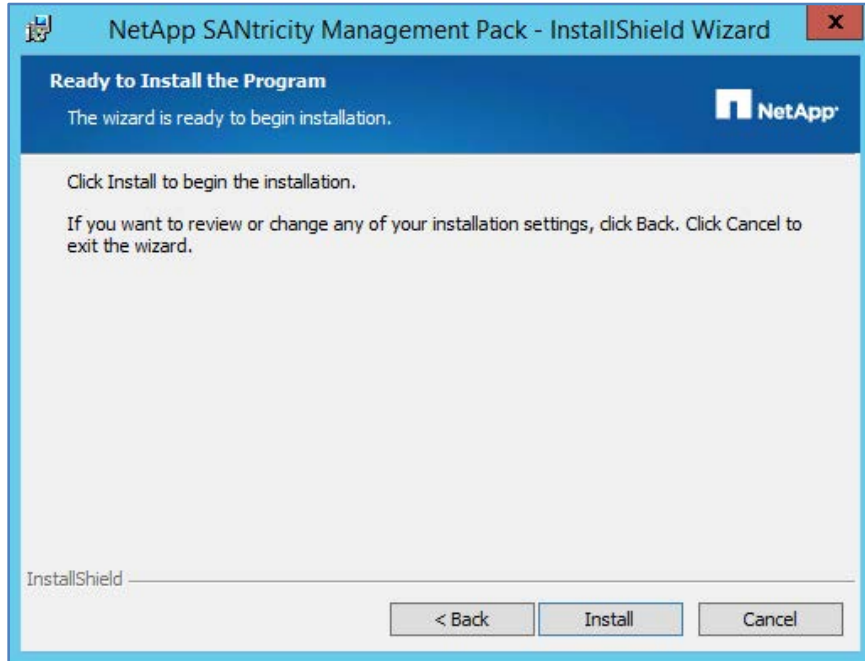 NetApp SANtricity Management Pack - InstallShield Wizard
x
Ready to Install the Program
The wizard is ready to begin installation.
NetApp
Click Install to begin the installation.
If you want to review or change any of your installation settings, click Back. Click Cancel to
exit the wizard.
InstallShield
< Back
Install
Cancel